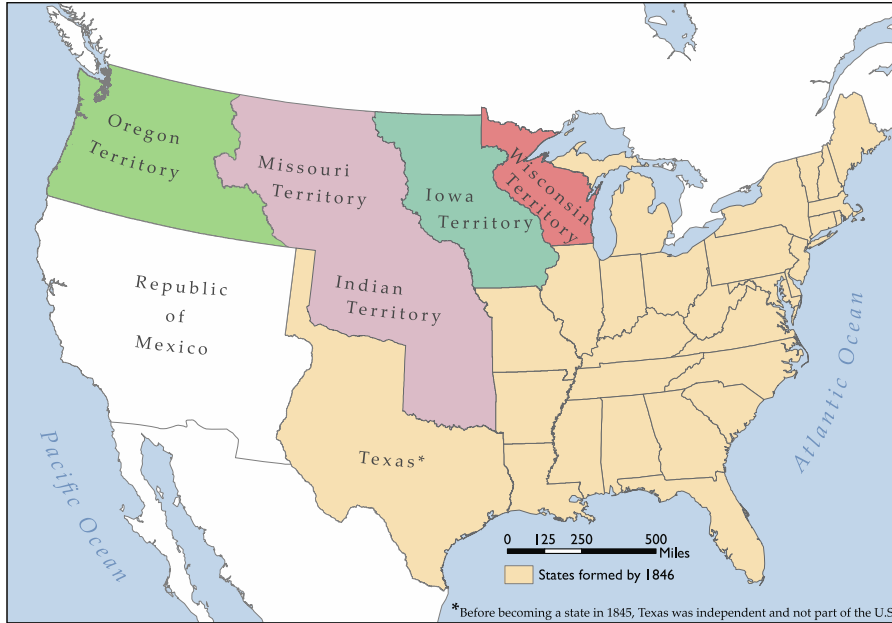 Oregon
Territory
Missouri
Territory
Iowa
Territory
Wisconsin
Territory
Republic
of
Mexico
Indian
Territory
Texas*
Pacific Ocean
Atlantic Ocean
0 125 250 500
Miles
States formed by 1846
*Before becoming a state in 1845, Texas was independent and not part of the U.S